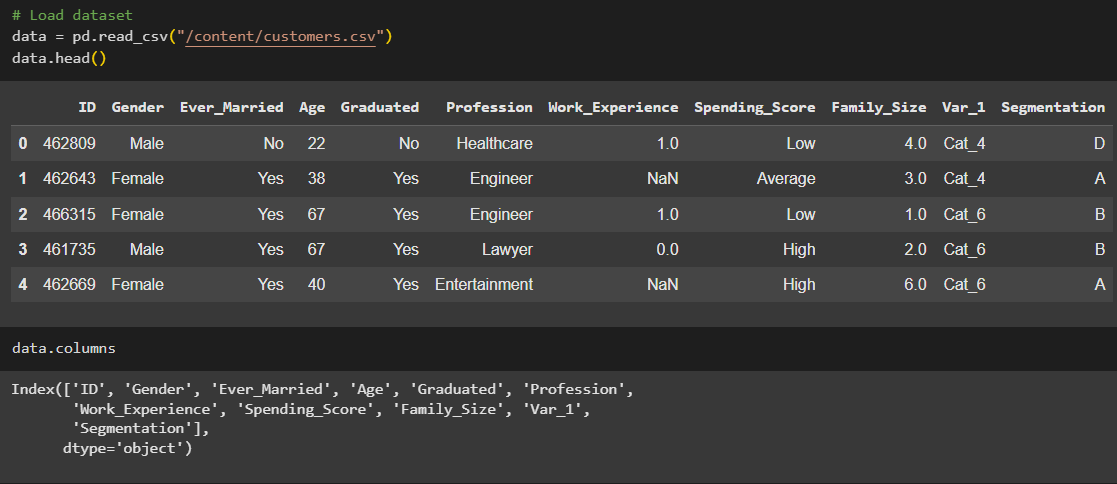 # Load dataset
data = pd.read_csv("/content/customers.csv")
data.head()
ID Gender Ever_Married Age Graduated Profession Work_Experience Spending_Score Family_Size Var_1 Segmentation
0 462809 Male No 22 No Healthcare 1.0 Low 4.0 Cat_4 D
1 462643 Female Yes 38 Yes Engineer NaN Average 3.0 Cat_4 A
2 466315 Female Yes 67 Yes Engineer 1.0 Low 1.0 Cat_6 B
3 461735 Male Yes 67 Yes Lawyer 0.0 High 2.0 Cat_6 B
4 462669 Female Yes 40 Yes Entertainment NaN High 6.0 Cat_6 A
data.columns
Index(['ID', 'Gender', 'Ever_Married', 'Age', 'Graduated', 'Profession',
'Work_Experience', 'Spending_Score', 'Family_Size', 'Var_1',
'Segmentation'],
dtype='object')